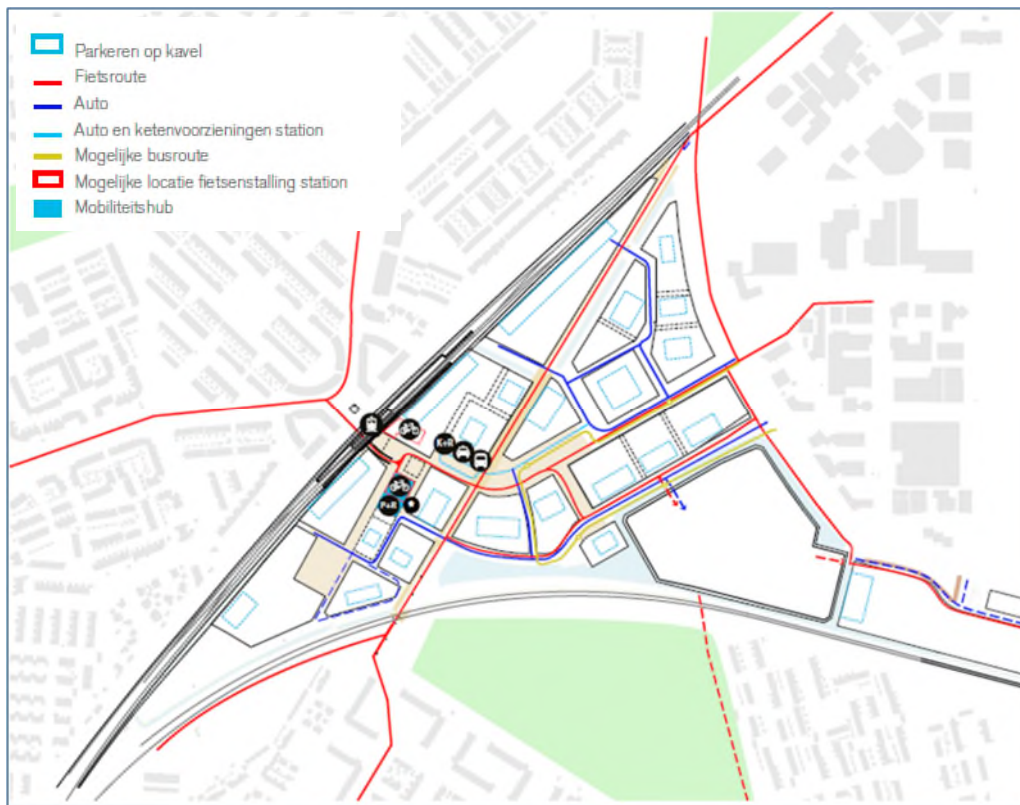 Parkeren op kavel
Fietsroute
Auto
Auto en ketenvoorzieningen station
Mogelijke busroute
Mogelijke locatie fietsenstalling station
Mobiliteitshub
K+R
P+R